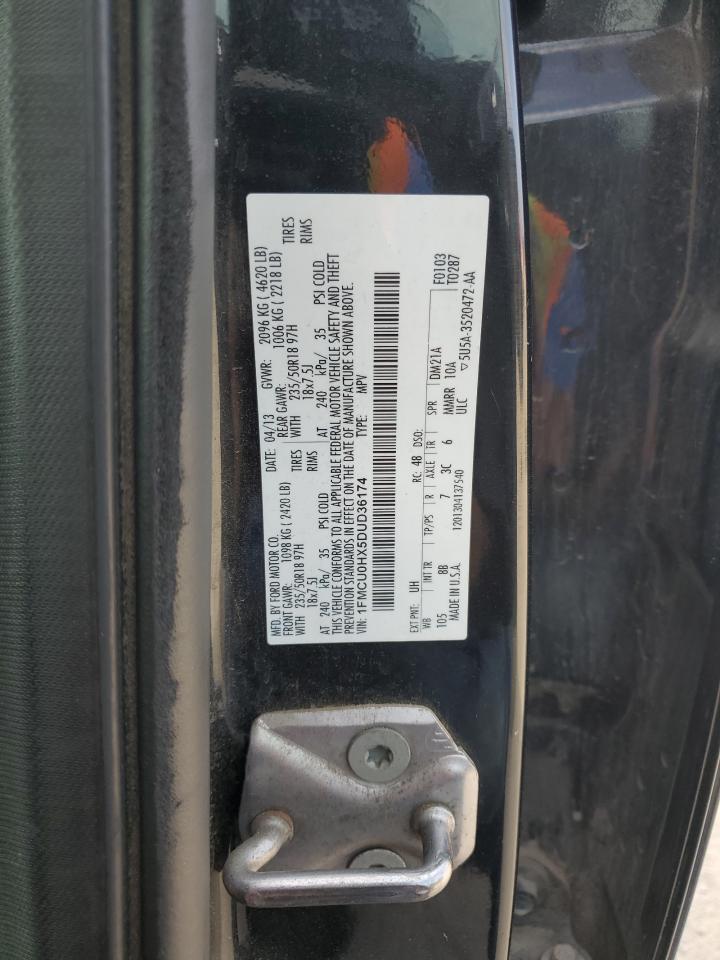 MFD. BY FORD MOTOR CO.
DATE: 04/13 GVWR: 2096 KG ( 4620 LB)
FRONT GAWR: 1098 KG ( 2420 LB) REAR GAWR: 1006 KG ( 2218 LB)
WITH 235/50R18 97H TIRES WITH 235/50R18 97H TIRES
18x7.5J RIMS 18x7.5J RIMS
AT 240 kPa/ 35 PSI COLD AT 240 kPa/ 35 PSI COLD
THIS VEHICLE CONFORMS TO ALL APPLICABLE FEDERAL MOTOR VEHICLE SAFETY AND THEFT
PREVENTION STANDARDS IN EFFECT ON THE DATE OF MANUFACTURE SHOWN ABOVE.
VIN: 1FMCU0HX5DUD36174 TYPE: MPV
F0103
T0287
EXT PNT: UH RC: 48 DSO:
WB INT TR TP/PS R AXLE TR SPR DM21A
105 8B 7 3C 6 MMRR 10A
MADE IN U.S.A. 1201304137540 ULC ▽5U5A-3520472-AA